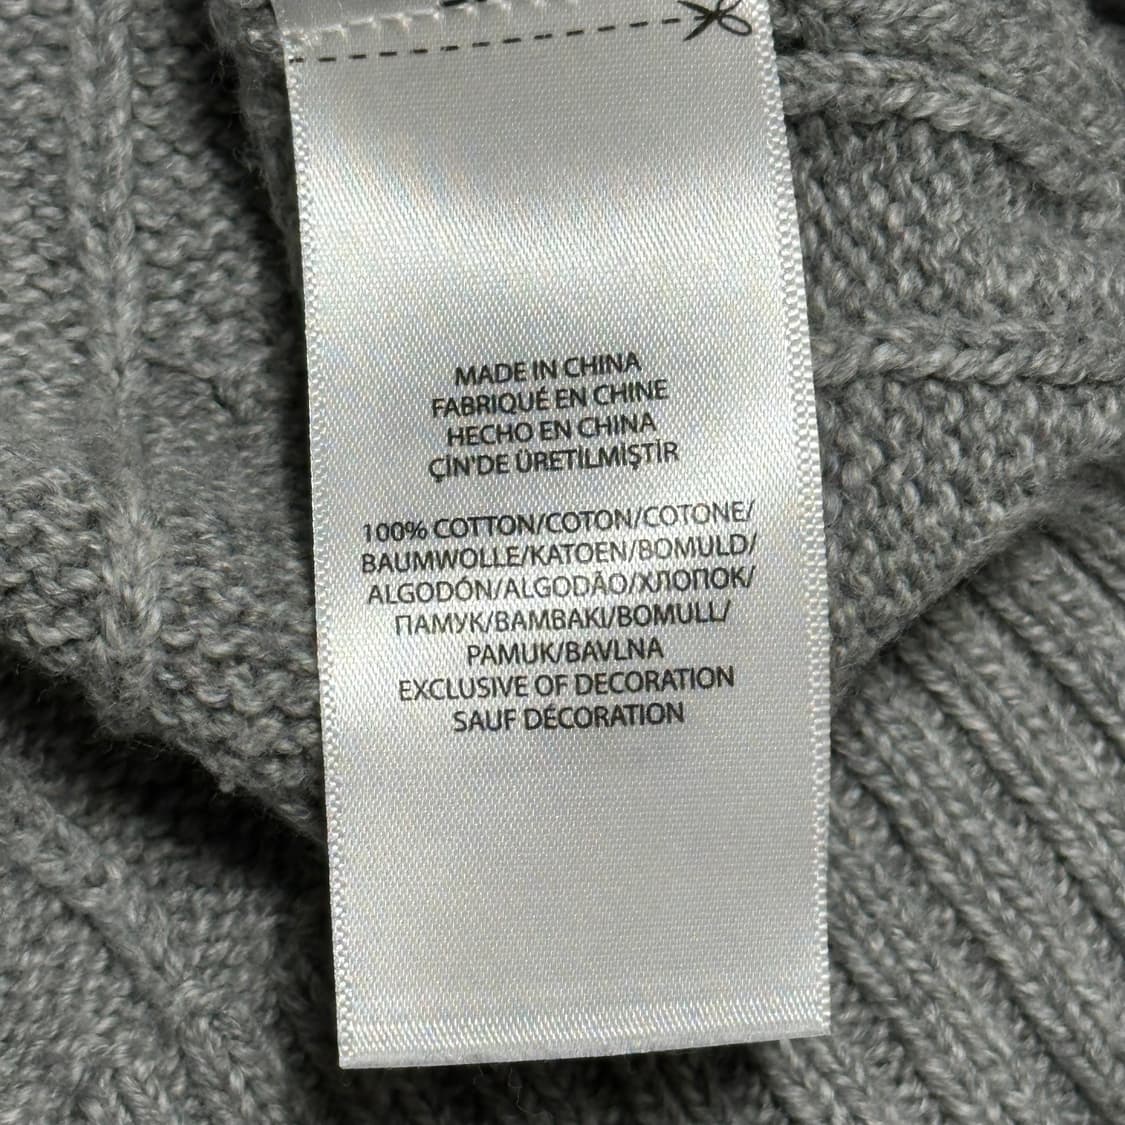 MADE IN CHINA
FABRIQUÉ EN CHINE
HECHO EN CHINA
ÇİN'DE ÜRETİLMİŞTİR
100% COTTON/COTON/COTONE/
BAUMWOLLE/KATOEN/BOMULD/
ALGODÓN/ALGODÃO/ХЛОПОК/
ПАМУК/ΒΑΜΒΑΚΙ/BOMULL/
PAMUK/BAVLNA
EXCLUSIVE OF DECORATION
SAUF DÉCORATION